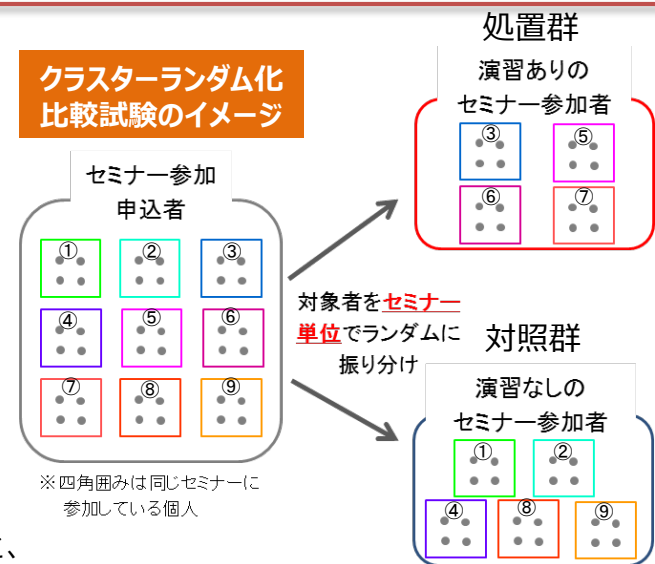 処置群
クラスターランダム化
比較試験のイメージ
演習ありの
セミナー参加者
③ ⑤
⑥ ⑦
セミナー参加
申込者
① ② ③
④ ⑤ ⑥
⑦ ⑧ ⑨
対象者をセミナー
単位でランダムに
振り分け
対照群
演習なしの
セミナー参加者
① ②
④ ⑧ ⑨
※四角囲みは同じセミナーに
参加している個人